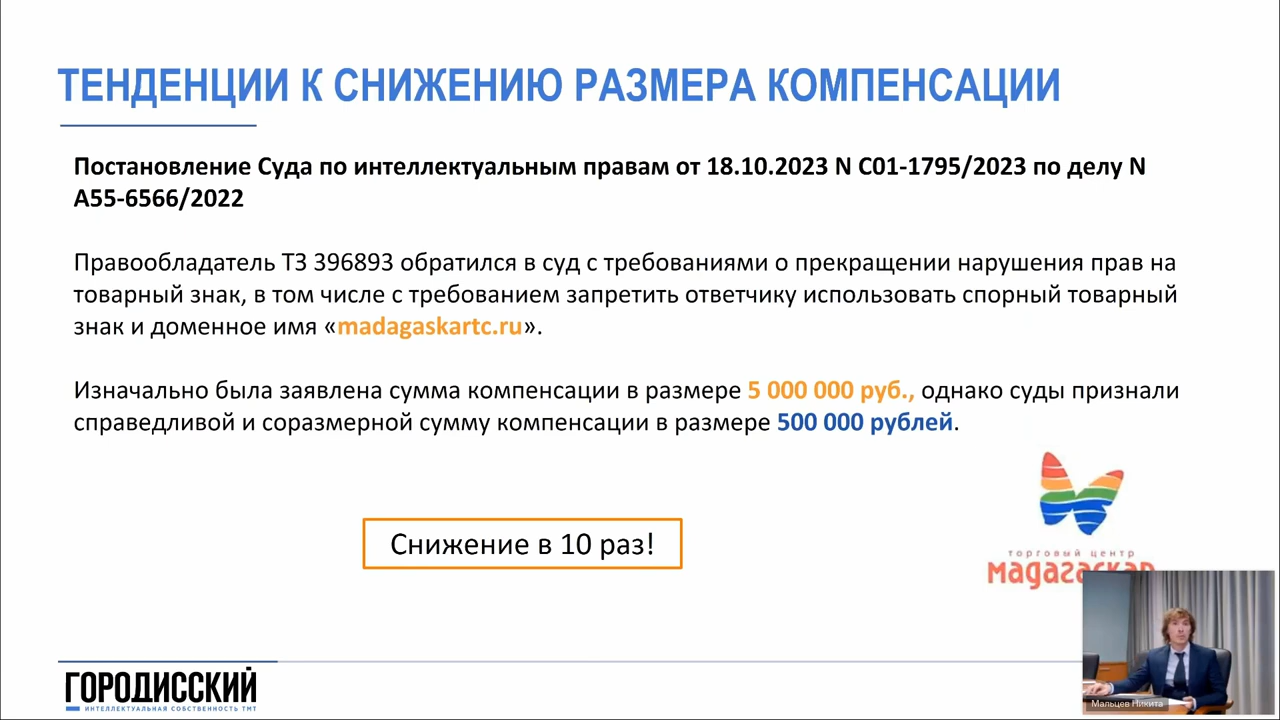 ТЕНДЕНЦИИ К СНИЖЕНИЮ РАЗМЕРА КОМПЕНСАЦИИ
Постановление Суда по интеллектуальным правам от 18.10.2023 N С01-1795/2023 по делу N
А55-6566/2022
Правообладатель ТЗ 396893 обратился в суд с требованиями о прекращении нарушения прав на
товарный знак, в том числе с требованием запретить ответчику использовать спорный товарный
знак и доменное имя «madagaskartc.ru».
Изначально была заявлена сумма компенсации в размере 5 000 000 руб., однако суды признали
справедливой и соразмерной сумму компенсации в размере 500 000 рублей.
Снижение в 10 раз!
торговый центр
мадагаскар
ГОРОДИССКИЙ
ИНТЕЛЛЕКТУАЛЬНАЯ СОБСТВЕННОСТЬ ТМТ
Мальцев Никита